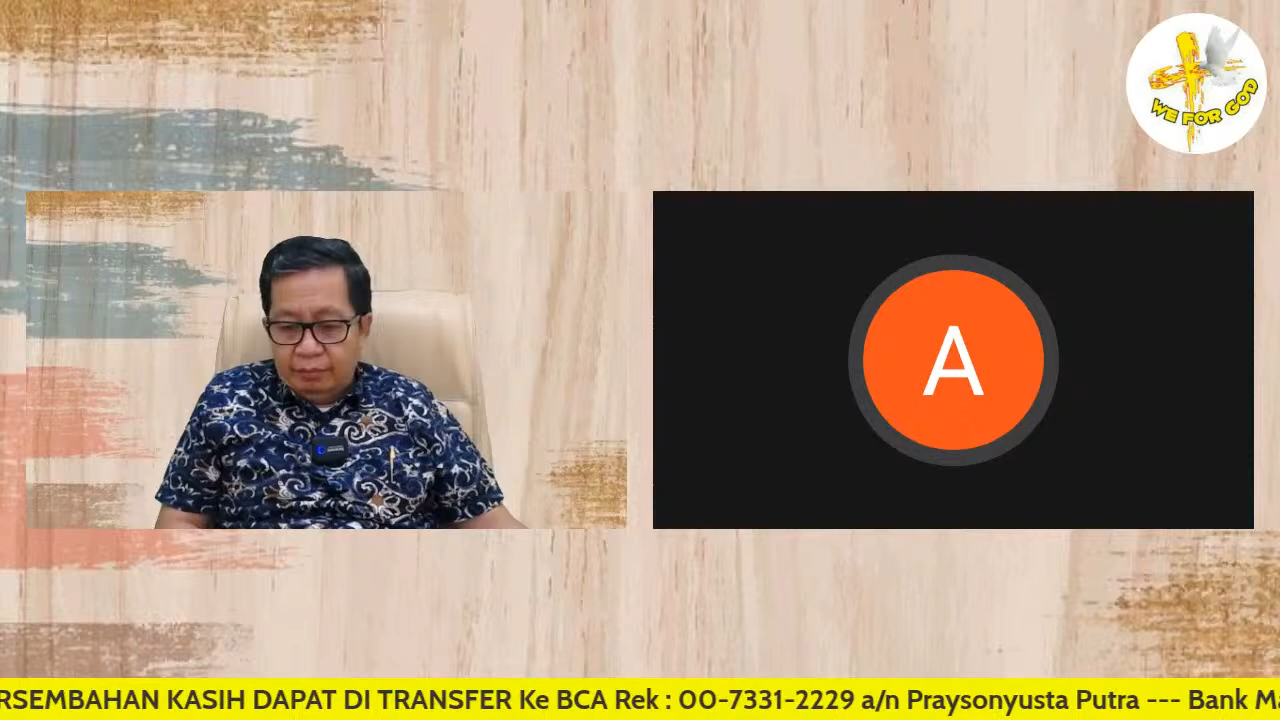 WE FOR GOD
A
RSEMBAHAN KASIH DAPAT DI TRANSFER Ke BCA Rek : 00-7331-2229 a/n Praysonyusta Putra --- Bank Ma